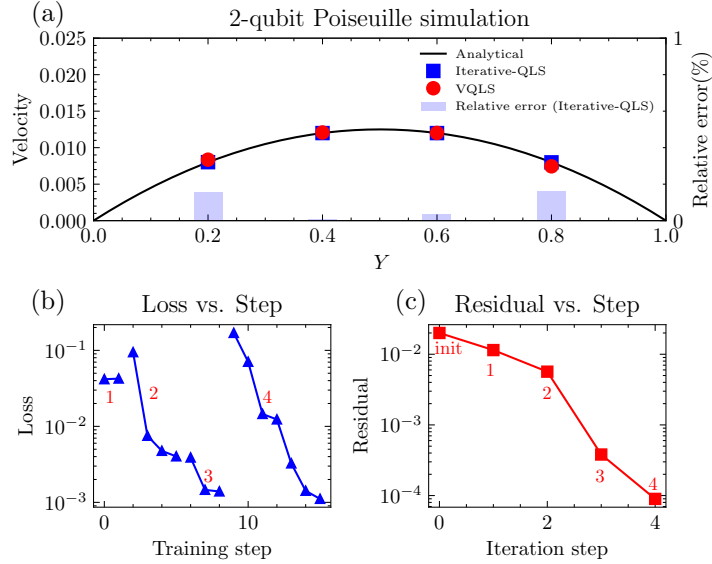 (a)
2-qubit Poiseuille simulation
Velocity
0.025
0.020
0.015
0.010
0.005
0.000
Analytical
Iterative-QLS
VQLS
Relative error (Iterative-QLS)
1
0
Relative error(%)
0.0 0.2 0.4 0.6 0.8 1.0
Y
(b)
Loss vs. Step
Loss
10⁻¹
10⁻²
10⁻³
1
2
3
4
0 10
Training step
(c)
Residual vs. Step
Residual
10⁻²
10⁻³
10⁻⁴
init
1
2
3
4
0 2 4
Iteration step